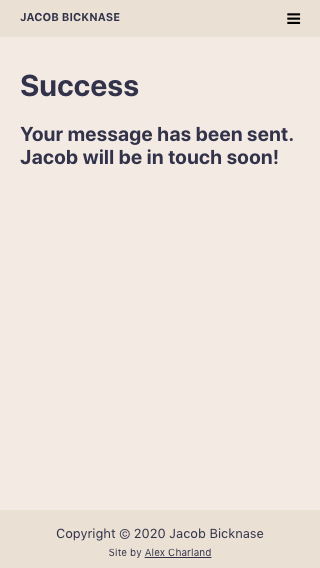 JACOB BICKNASE
Success
Your message has been sent.
Jacob will be in touch soon!
Copyright © 2020 Jacob Bicknase
Site by Alex Charland